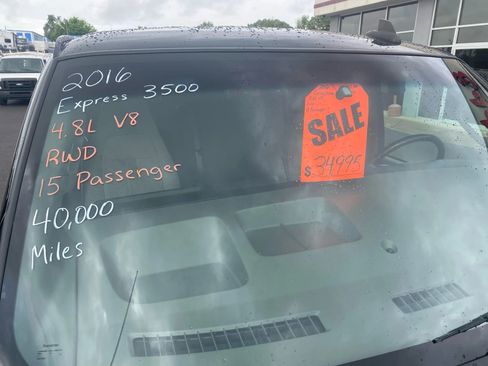 2016
Express 3500
4.8L V8
RWD
15 Passenger
40,000
Miles
SALE
$34995